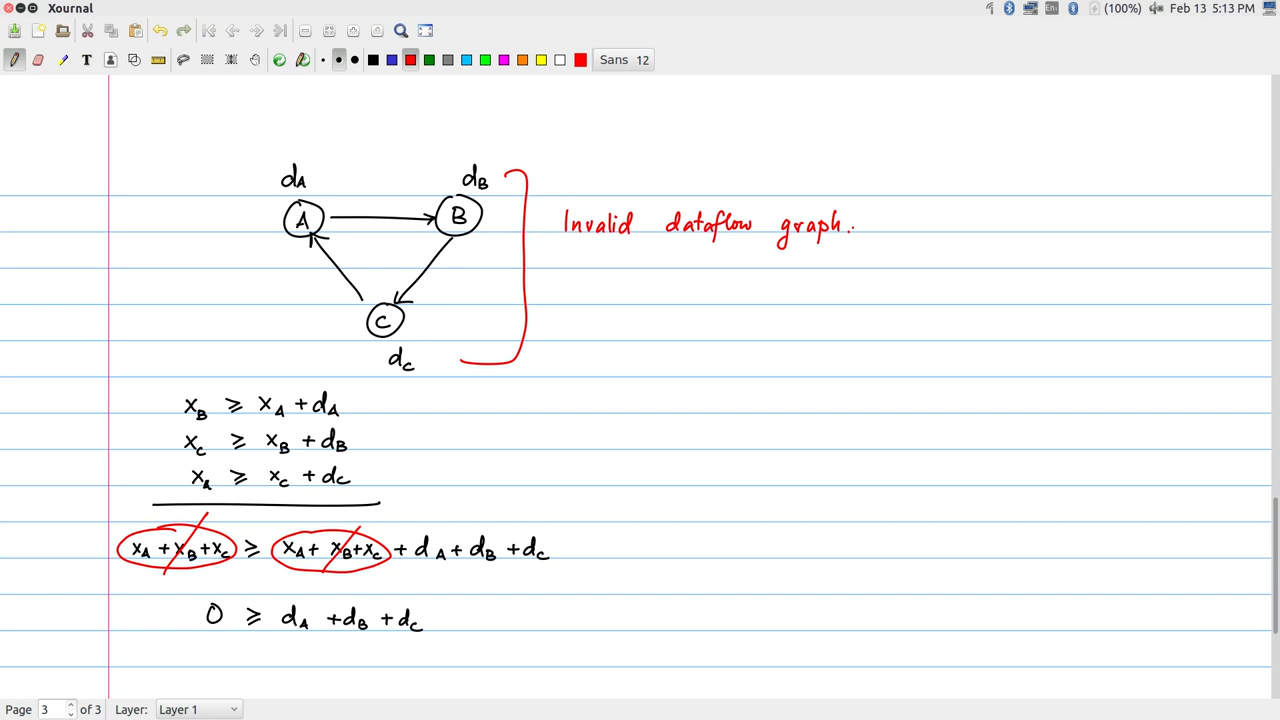 Xournal
(100%) Feb 13 5:13 PM
En
T Sans 12
dA dB
A B
Invalid dataflow graph.
C
dC
xB ≥ xA + dA
xC ≥ xB + dB
xA ≥ xC + dC
xA + xB + xC ≥ xA + xB + xC + dA + dB + dC
0 ≥ dA + dB + dC
Page 3 of 3 Layer: Layer 1